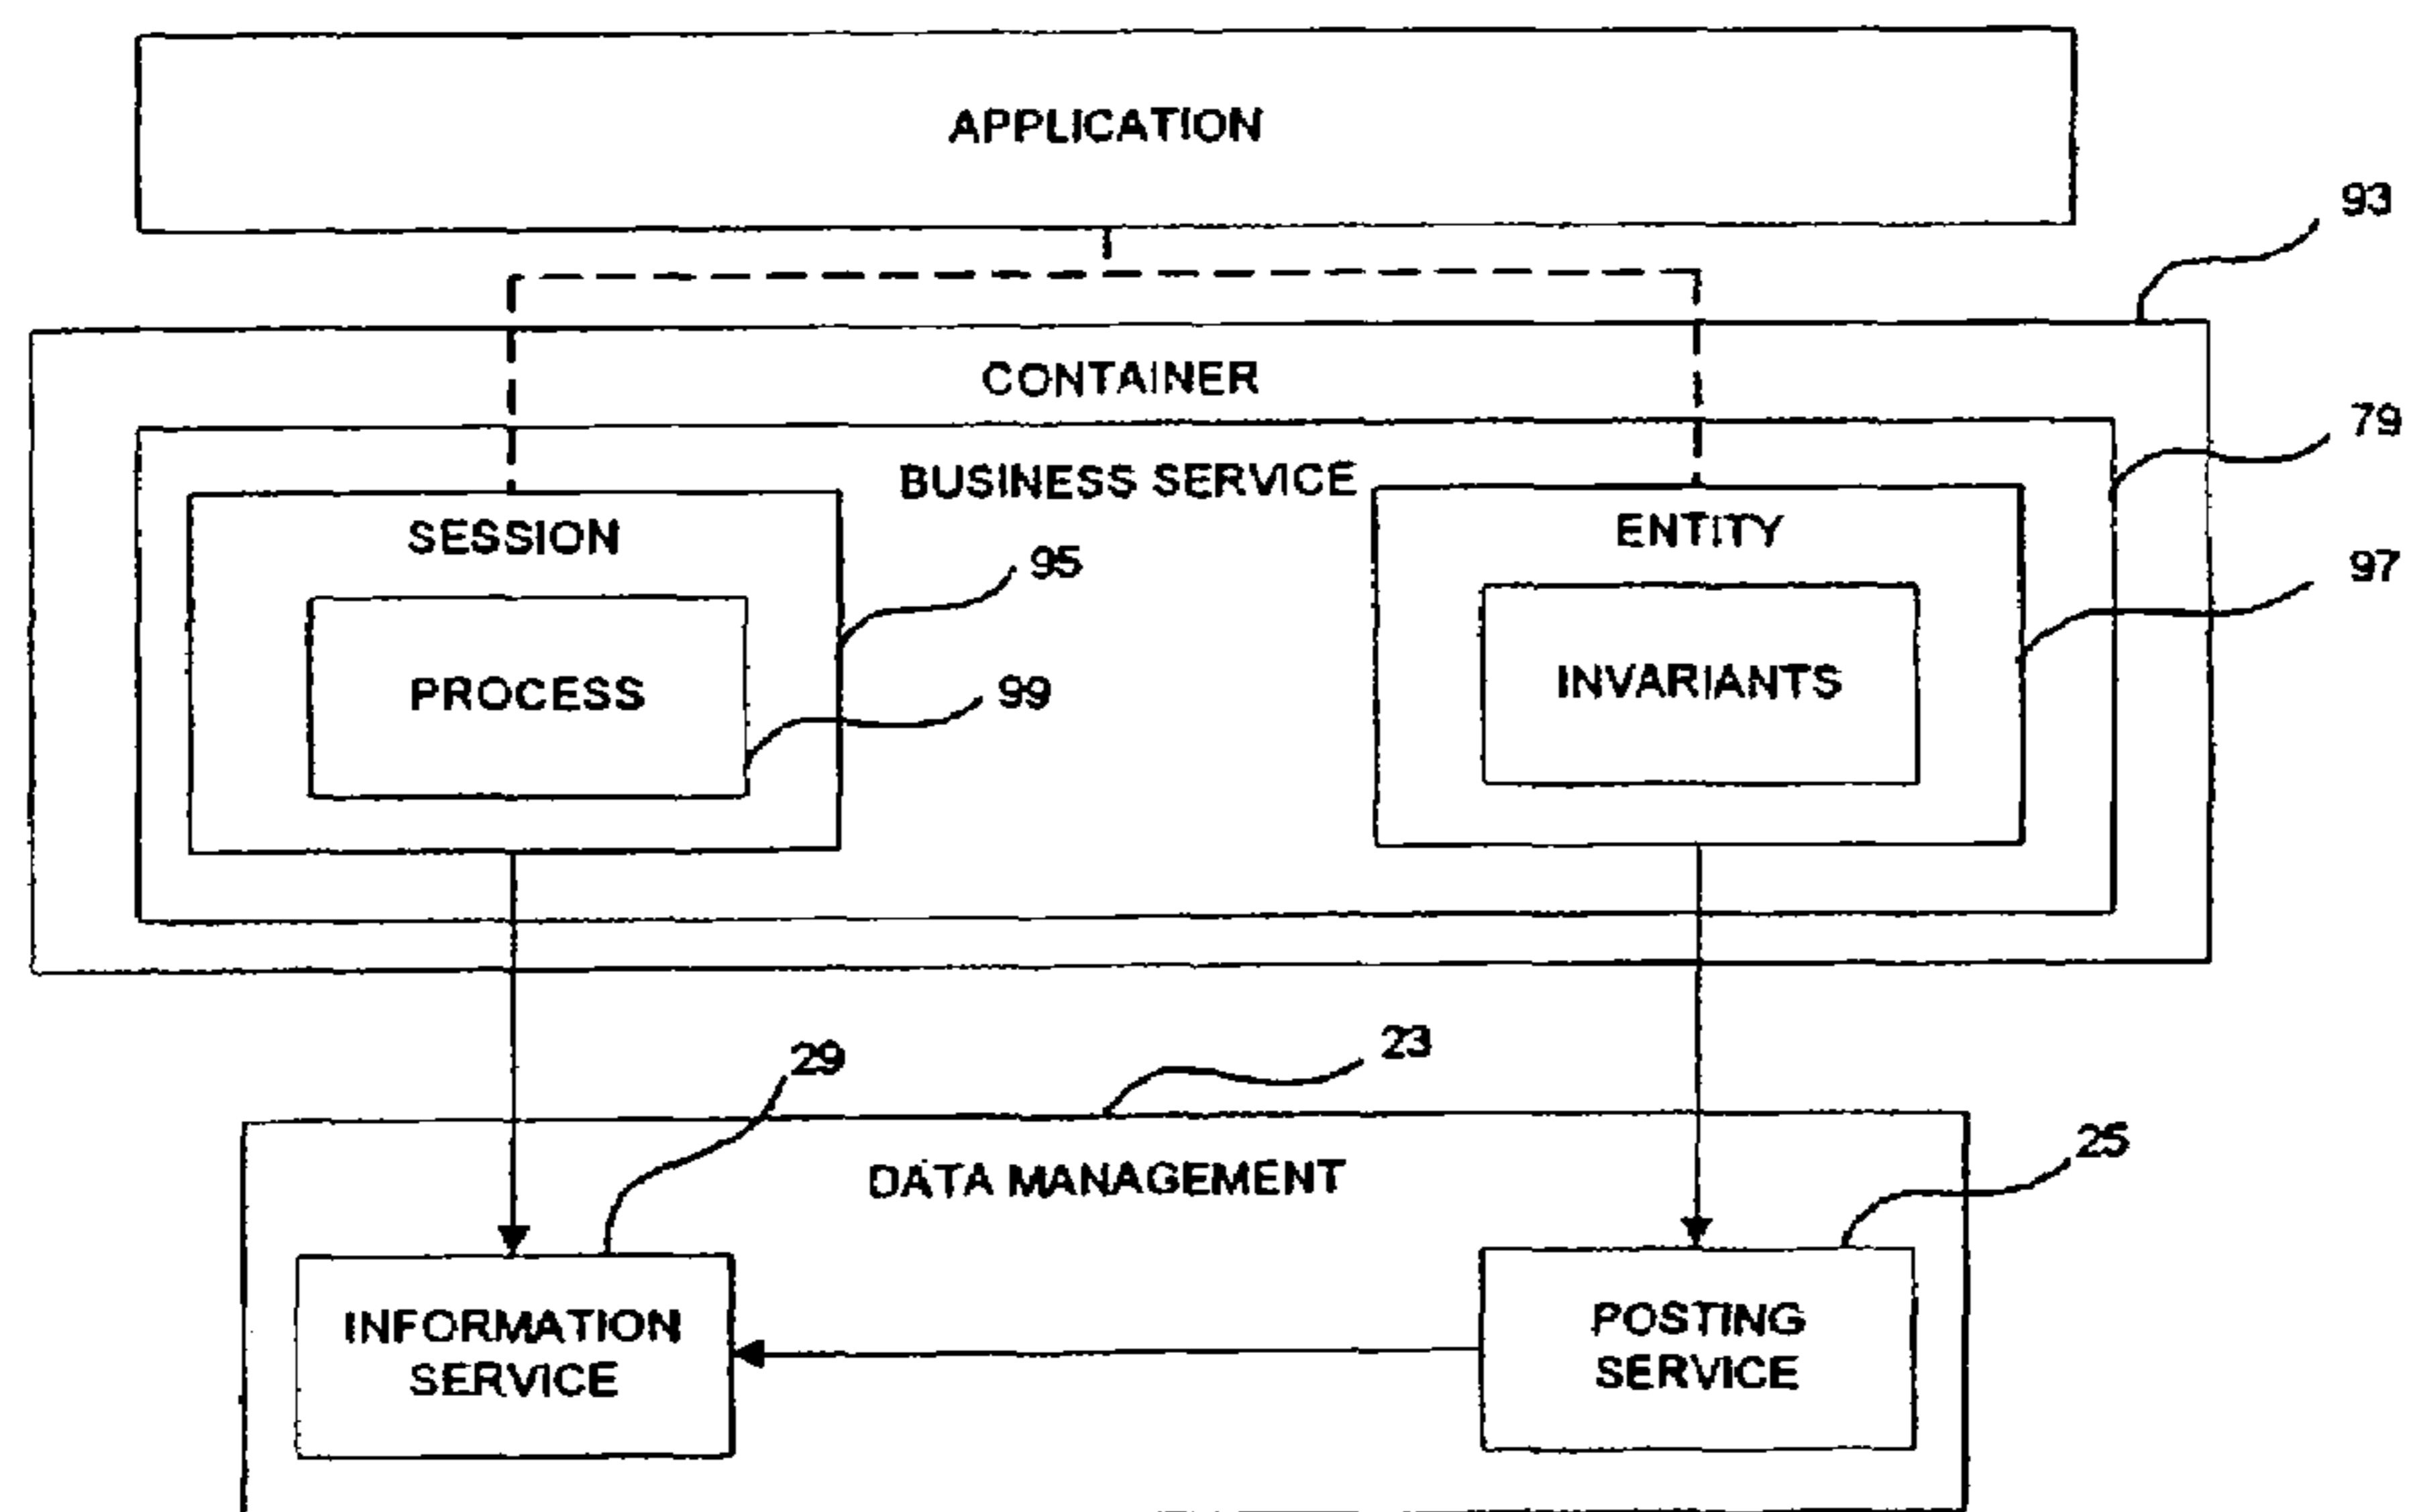 APPLICATION
93
CONTAINER
79
BUSINESS SERVICE
SESSION
ENTITY
95
97
PROCESS
99
INVARIANTS
29
23
DATA MANAGEMENT
25
INFORMATION
SERVICE
POSTING
SERVICE